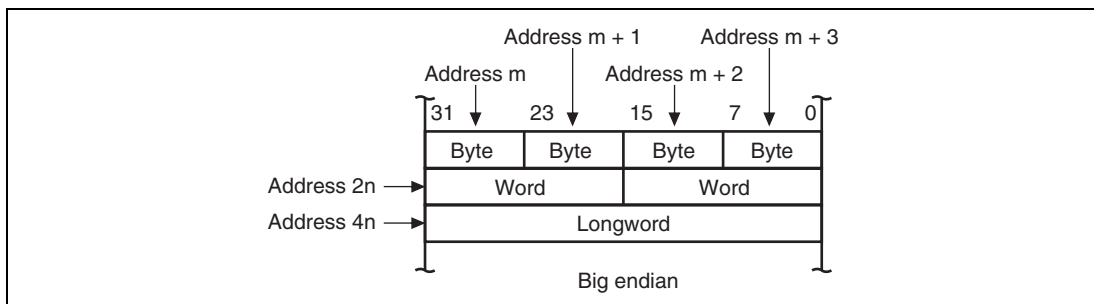 Address m + 1 Address m + 3
Address m Address m + 2
31 23 15 7 0
Byte Byte Byte Byte
Address 2n Word Word
Address 4n Longword
Big endian